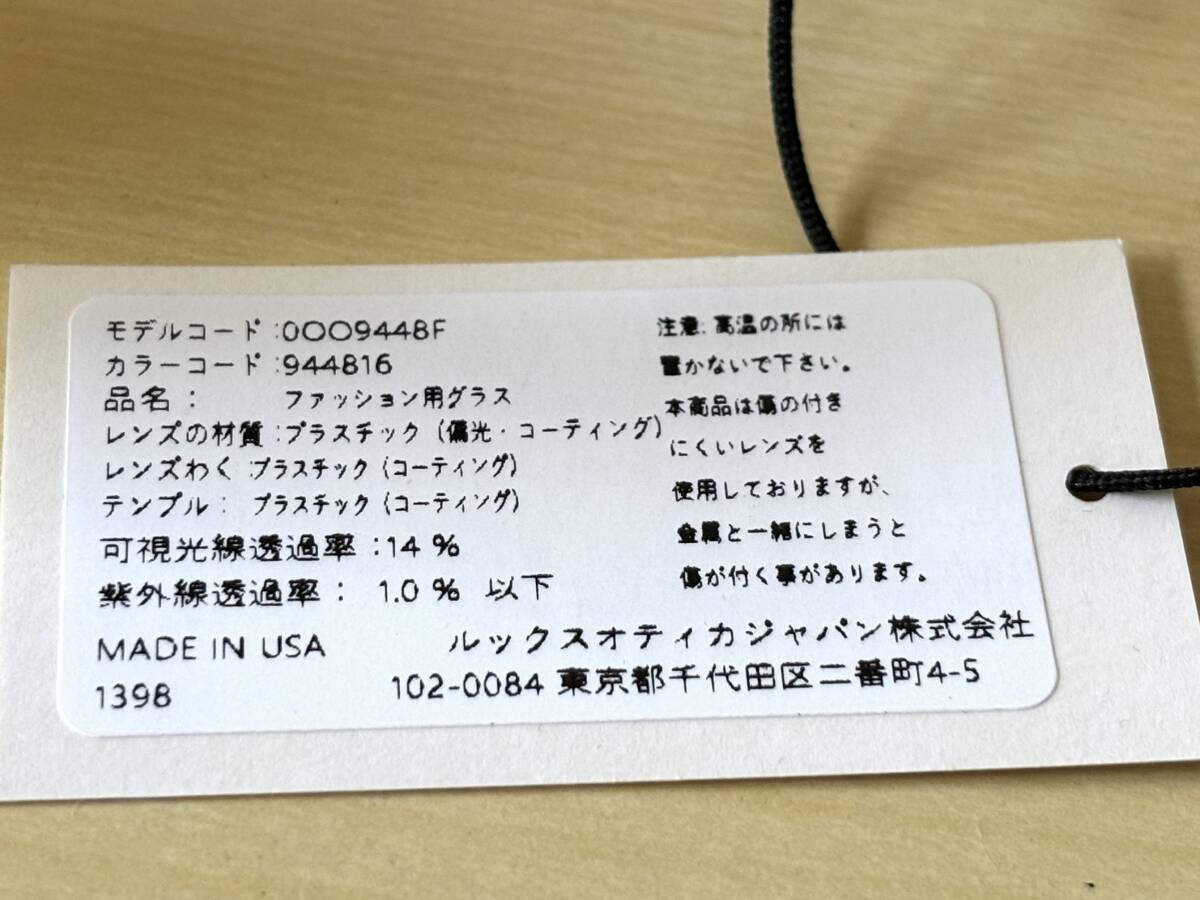 モデルコード:0OO9448F
カラーコード:944816
品名: ファッション用グラス
レンズの材質:プラスチック(偏光・コーティング)
レンズわく:プラスチック(コーティング)
テンプル: プラスチック(コーティング)
可視光線透過率:14%
紫外線透過率: 1.0% 以下
MADE IN USA
1398
注意:高温の所には
置かないで下さい。
本商品は傷の付き
にくいレンズを
使用しておりますが、
金属と一緒にしまうと
傷が付く事があります。
ルックスオティカジャパン株式会社
102-0084 東京都千代田区二番町4-5